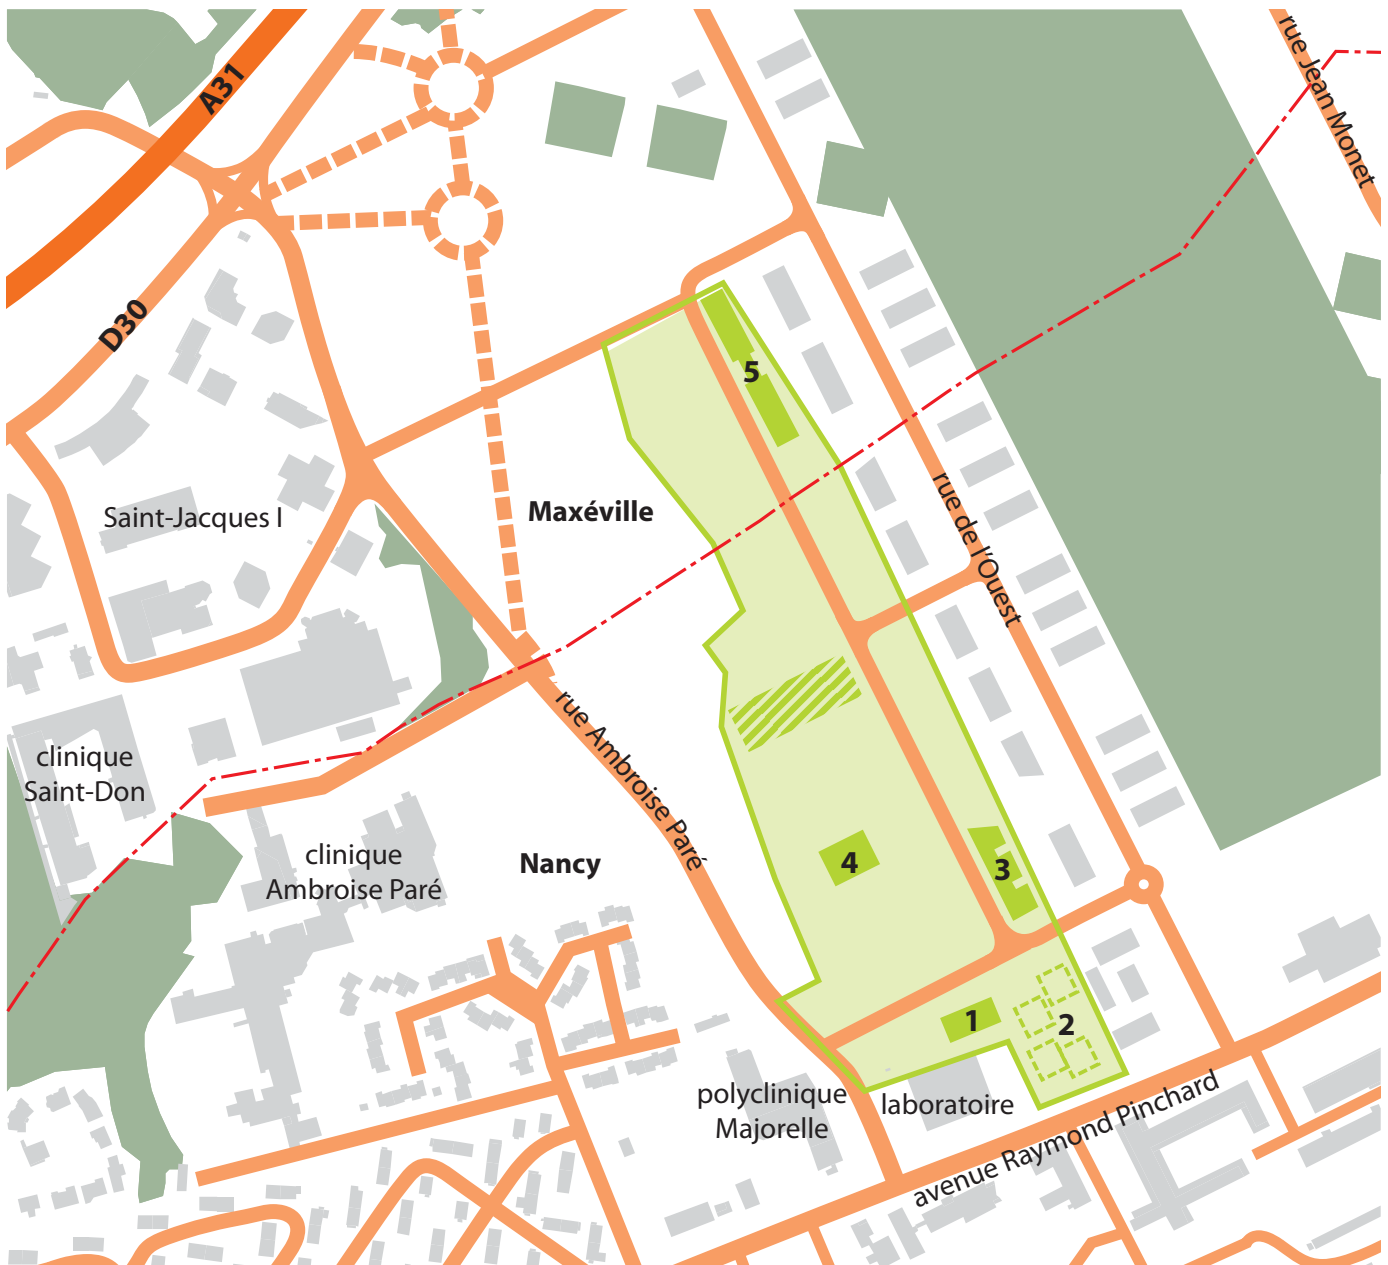 A31
rue Jean Monet
D30
5
Saint-Jacques I
Maxéville
rue de l'Ouest
clinique
Saint-Don
rue Ambroise Paré
clinique
Ambroise Paré
Nancy
4
3
1
2
polyclinique
Majorelle
laboratoire
avenue Raymond Pinchard